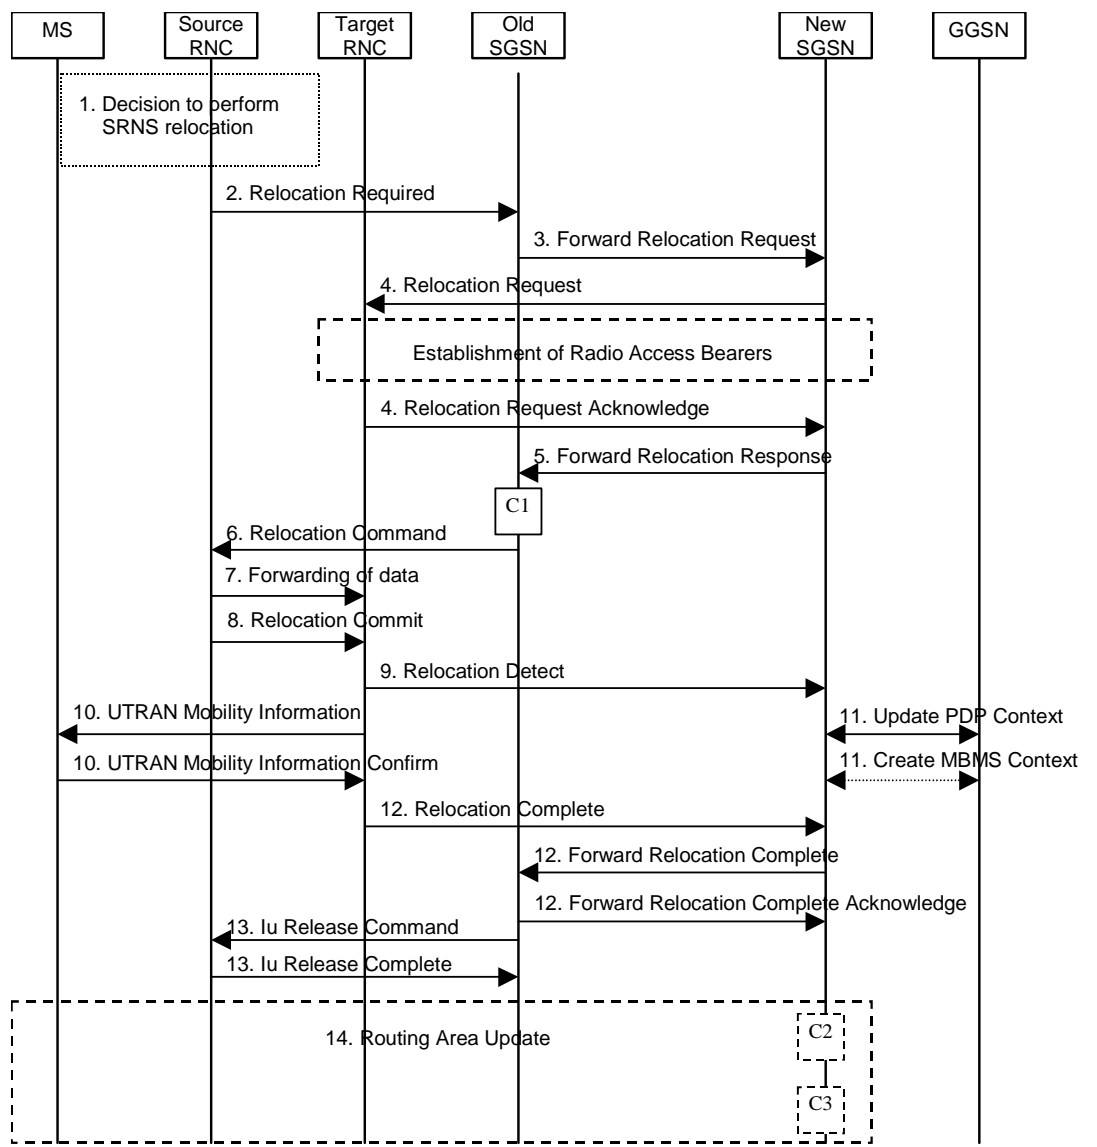 MS
Source
RNC
Target
RNC
Old
SGSN
New
SGSN
GGSN
1. Decision to perform
SRNS relocation
2. Relocation Required
3. Forward Relocation Request
4. Relocation Request
Establishment of Radio Access Bearers
4. Relocation Request Acknowledge
5. Forward Relocation Response
C1
6. Relocation Command
7. Forwarding of data
8. Relocation Commit
9. Relocation Detect
10. UTRAN Mobility Information
11. Update PDP Context
10. UTRAN Mobility Information Confirm
11. Create MBMS Context
12. Relocation Complete
12. Forward Relocation Complete
12. Forward Relocation Complete Acknowledge
13. Iu Release Command
13. Iu Release Complete
14. Routing Area Update
C2
C3